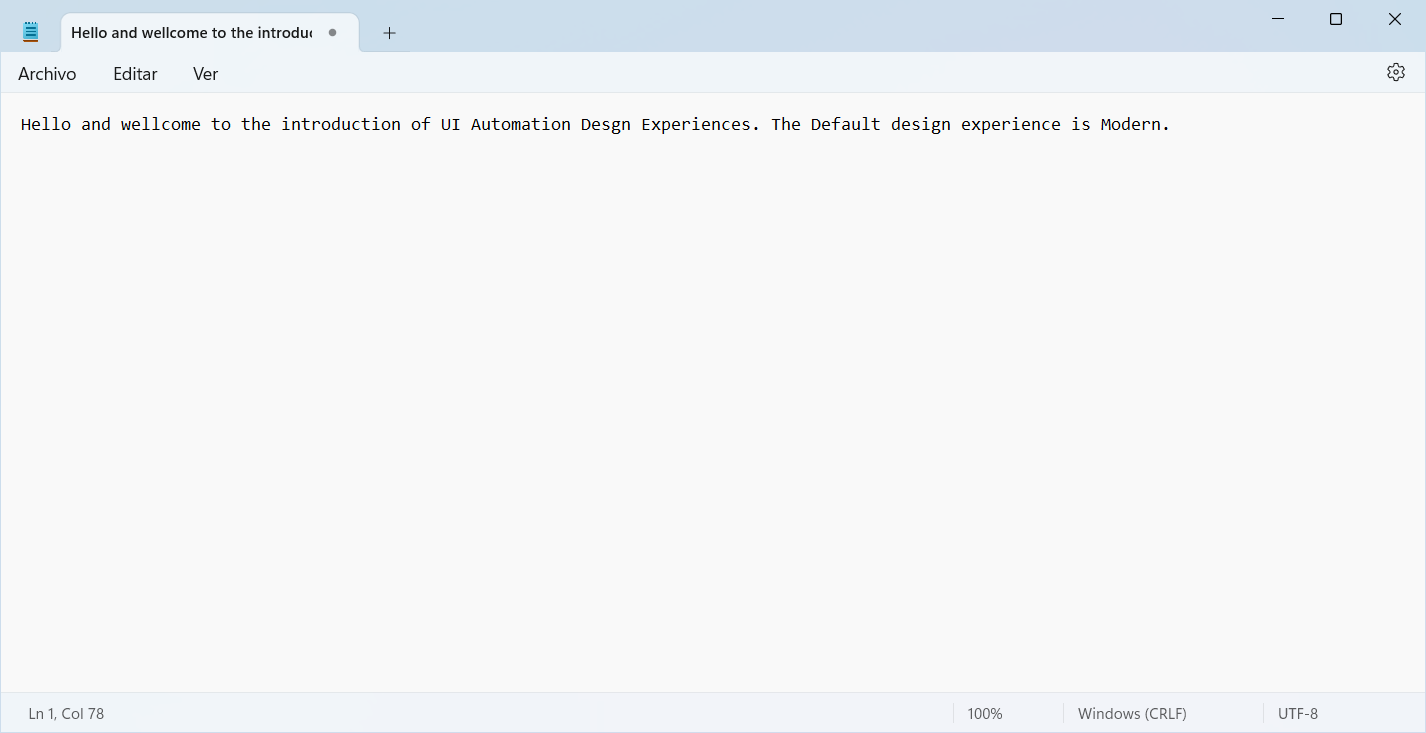 Hello and wellcome to the introduc
Archivo Editar Ver
Hello and wellcome to the introduction of UI Automation Desgn Experiences. The Default design experience is Modern.
Ln 1, Col 78 100% Windows (CRLF) UTF-8